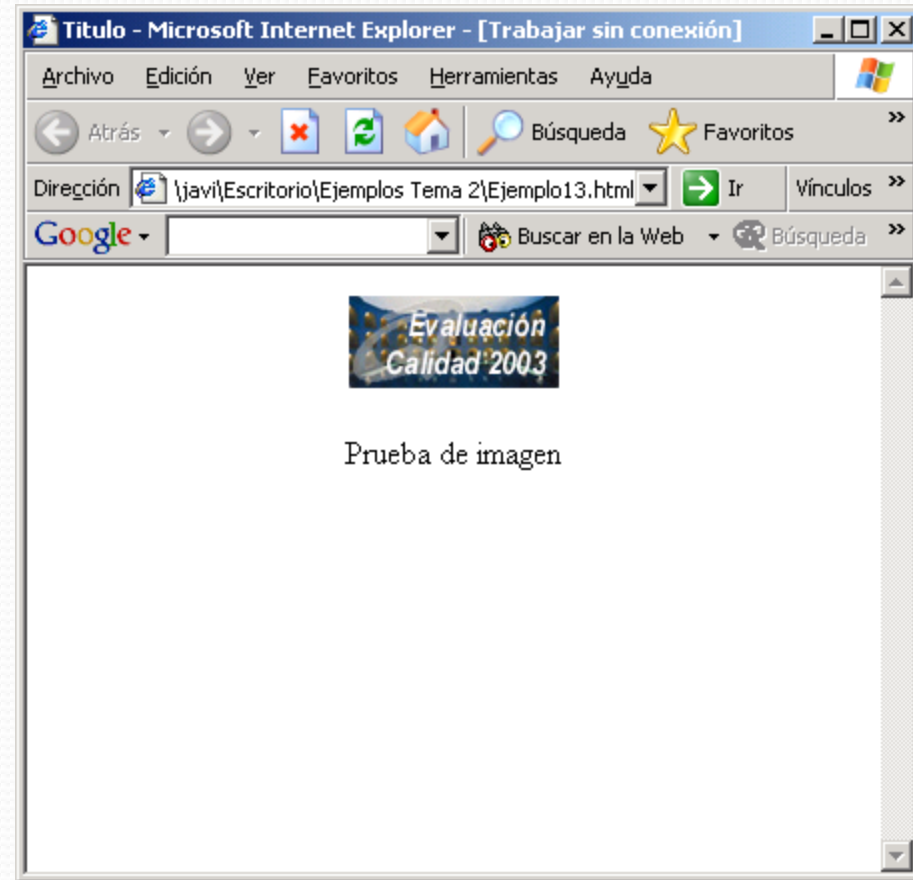 Titulo - Microsoft Internet Explorer - [Trabajar sin conexión]
Archivo Edición Ver Favoritos Herramientas Ayuda
Atrás Búsqueda Favoritos »
Dirección \javi\Escritorio\Ejemplos Tema 2\Ejemplo13.html Ir Vínculos »
Google Buscar en la Web Búsqueda »
Evaluación
Calidad 2003
Prueba de imagen